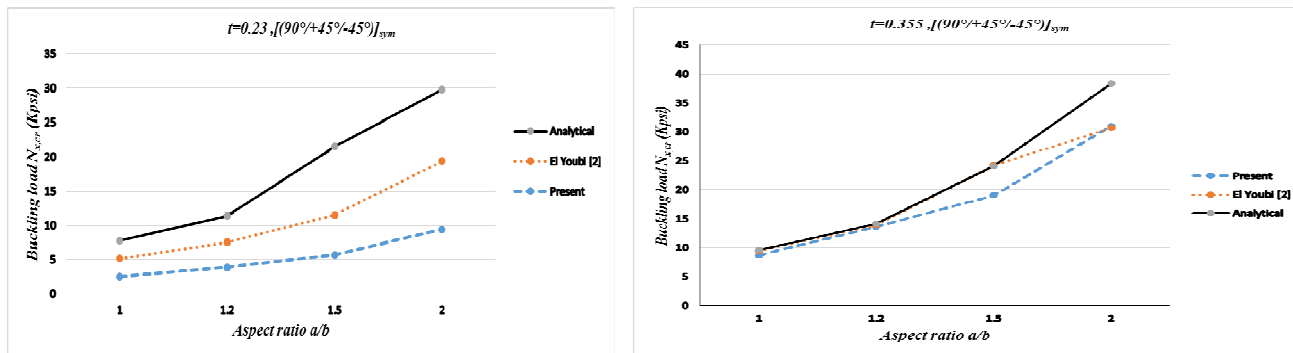 t=0.23 ,[(90°/+45°/-45°)]sym
Buckling load Nx,cr (Kpsi)
35
30
25
20
15
10
5
0
1
1.2
1.5
2
Aspect ratio a/b
Analytical
El Youbi [2]
Present
t=0.355 ,[(90°/+45°/-45°)]sym
Buckling load Nx,cr (Kpsi)
45
40
35
30
25
20
15
10
5
0
1
1.2
1.5
2
Aspect ratio a/b
Present
El Youbi [2]
Analytical